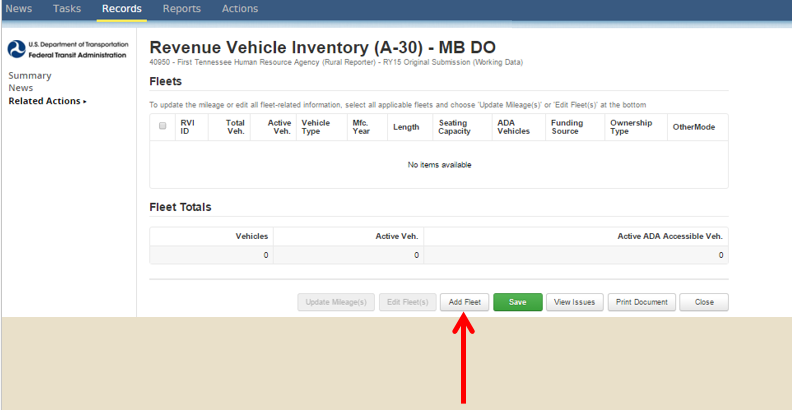 News Tasks Records Reports Actions
U.S. Department of Transportation
Federal Transit Administration
Summary
News
Related Actions ▸
Revenue Vehicle Inventory (A-30) - MB DO
40950 - First Tennessee Human Resource Agency (Rural Reporter) - RY15 Original Submission (Working Data)
Fleets
To update the mileage or edit all fleet-related information, select all applicable fleets and choose 'Update Mileage(s)' or 'Edit Fleet(s)' at the bottom
RVI ID Total Veh. Active Veh. Vehicle Type Mfc. Year Length Seating Capacity ADA Vehicles Funding Source Ownership Type OtherMode
No items available
Fleet Totals
Vehicles Active Veh. Active ADA Accessible Veh.
0 0 0
Update Mileage(s) Edit Fleet(s) Add Fleet Save View Issues Print Document Close